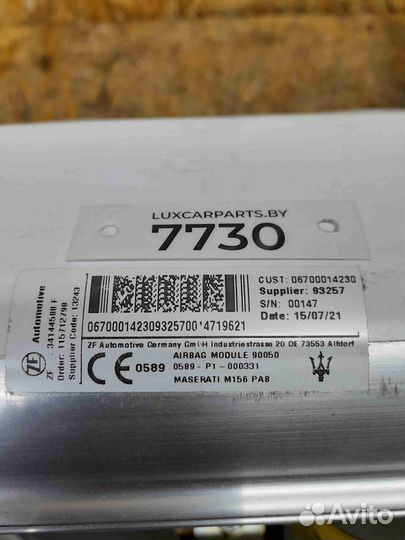 LUXCARPARTS.BY
7730
ZF
Automotive
ZF : 34144588 F
Order: 115712798
Supplier Code: 13243
067000142309325700'4719621
CUST: 06700014230
Supplier: 93257
S/N: 00147
Date: 15/07/21
ZF Automotive Germany GmbH Industriestrasse 20 DE 73553 Alfdorf
CE 0589
AIRBAG MODULE 90050
0589-P1-000331
MASERATI M156 PAB
Avito